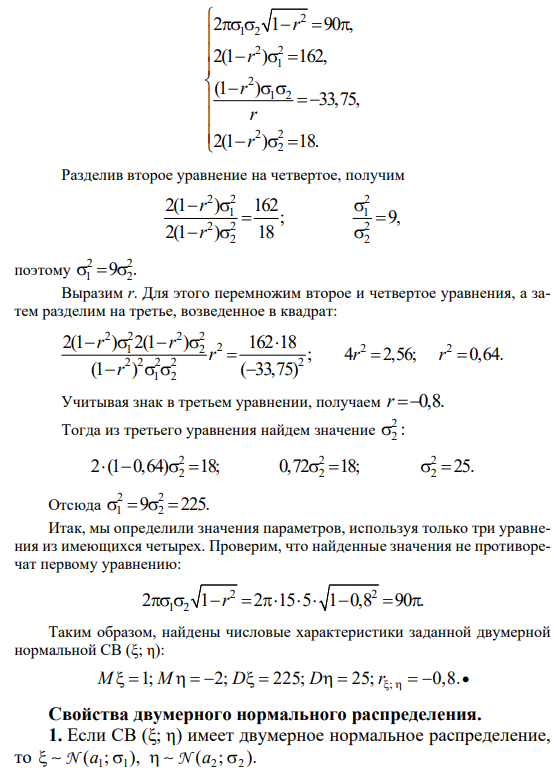 2πσ₁σ₂√(1−r²) = 90π,
2(1−r²)σ₁² = 162,
(1−r²)σ₁σ₂ / r = −33,75,
2(1−r²)σ₂² = 18.
Разделив второе уравнение на четвертое, получим
2(1−r²)σ₁² / 2(1−r²)σ₂² = 162/18; σ₁²/σ₂² = 9,
поэтому σ₁² = 9σ₂².
Выразим r. Для этого перемножим второе и четвертое уравнения, а за-
тем разделим на третье, возведенное в квадрат:
2(1−r²)σ₁²2(1−r²)σ₂² / (1−r²)²σ₁²σ₂² r² = 162·18 / (−33,75)²; 4r² = 2,56; r² = 0,64.
Учитывая знак в третьем уравнении, получаем r = −0,8.
Тогда из третьего уравнения найдем значение σ₂² :
2·(1−0,64)σ₂² = 18; 0,72σ₂² = 18; σ₂² = 25.
Отсюда σ₁² = 9σ₂² = 225.
Итак, мы определили значения параметров, используя только три уравне-
ния из имеющихся четырех. Проверим, что найденные значения не противоре-
чат первому уравнению:
2πσ₁σ₂√(1−r²) = 2π·15·5·√(1−0,8²) = 90π.
Таким образом, найдены числовые характеристики заданной двумерной
нормальной СВ (ξ; η):
Mξ = 1; Mη = −2; Dξ = 225; Dη = 25; r_ξ; η = −0,8.•
Свойства двумерного нормального распределения.
1. Если СВ (ξ; η) имеет двумерное нормальное распределение,
то ξ ~ N(a₁; σ₁), η ~ N(a₂; σ₂).